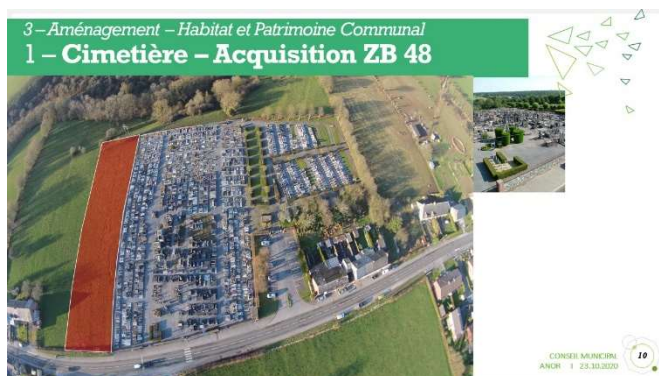 3 – Aménagement – Habitat et Patrimoine Communal
1 – Cimetière – Acquisition ZB 48
CONSEIL MUNICIPAL
ANOR I 23.10.2020
10